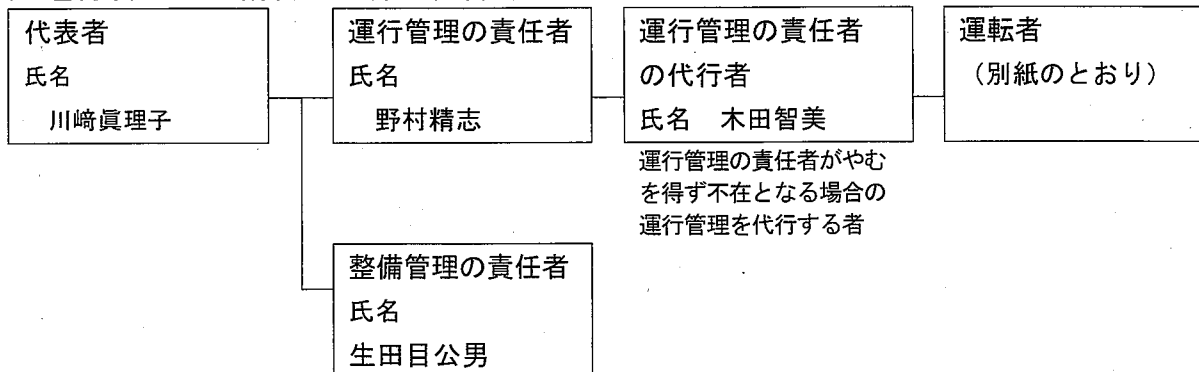 代表者
氏名
川﨑眞理子
運行管理の責任者
氏名
野村精志
運行管理の責任者
の代行者
氏名　木田智美
運行管理の責任者がやむ
を得ず不在となる場合の
運行管理を代行する者
運転者
（別紙のとおり）
整備管理の責任者
氏名
生田目公男